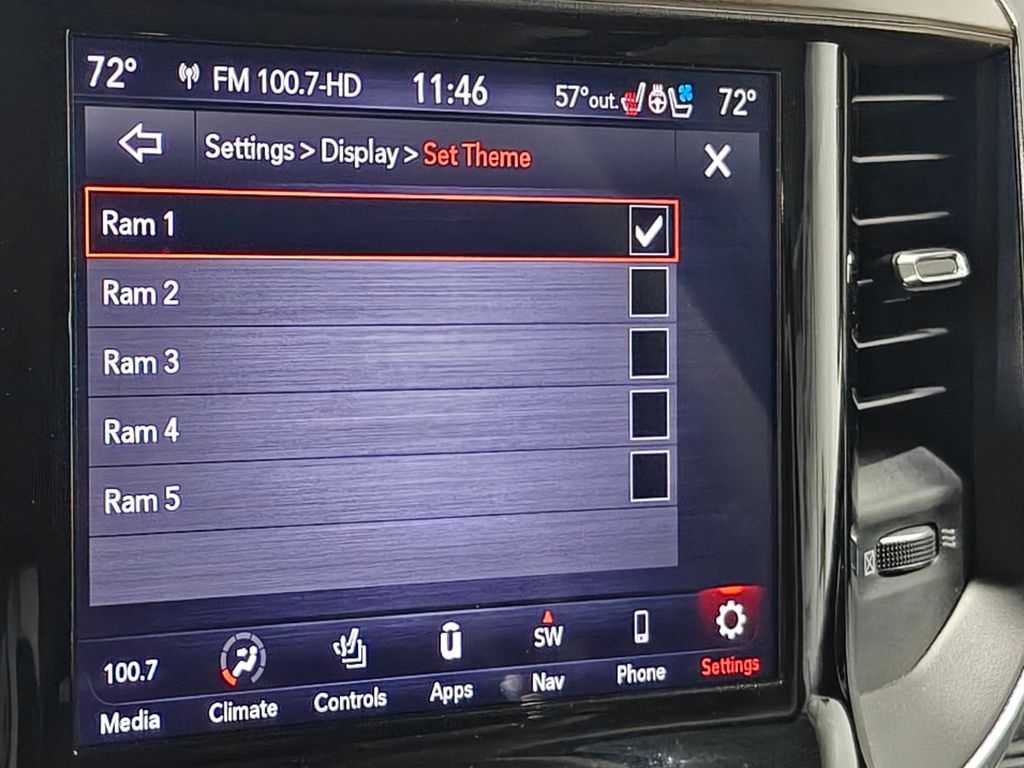 72° FM 100.7-HD 11:46 57°out. 72°
Settings > Display > Set Theme X
Ram 1
Ram 2
Ram 3
Ram 4
Ram 5
100.7 SW
Media Climate Controls Apps Nav Phone Settings